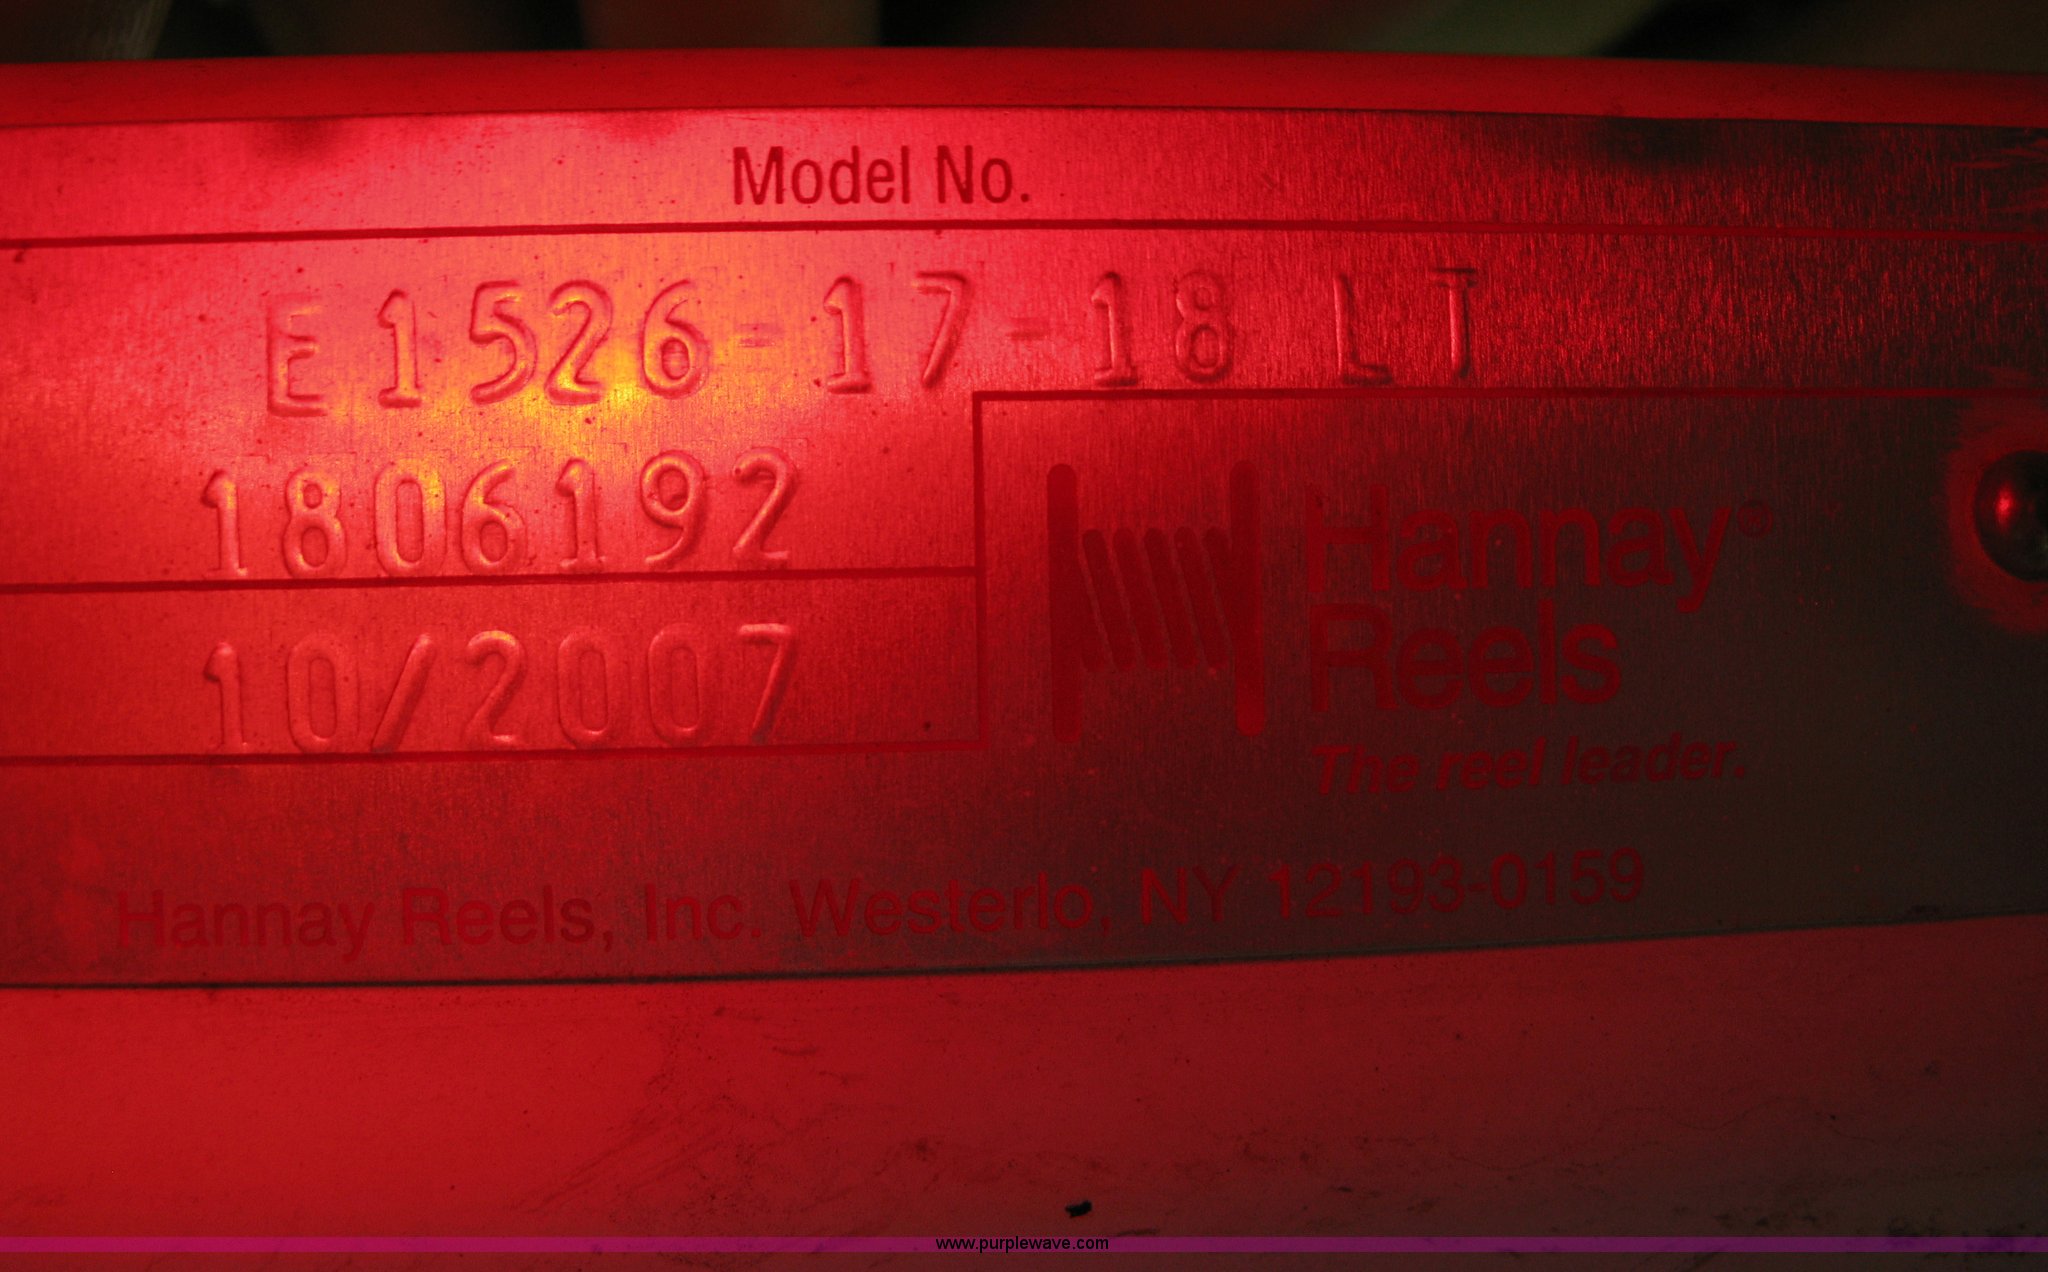 Model No.
E1526-17-18 LT
1806192
10/2007
Hannay®
Reels
The reel leader.
Hannay Reels, Inc. Westerlo, NY 12193-0159
www.purplewave.com